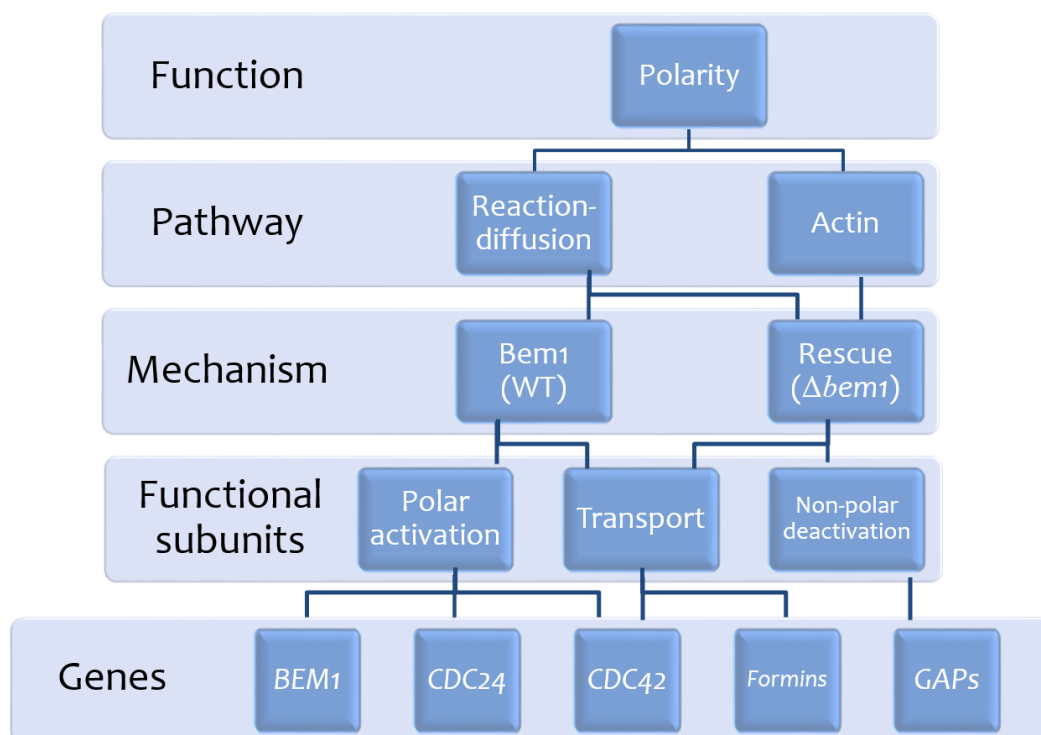 Function
Polarity
Pathway
Reaction-
diffusion
Actin
Mechanism
Bem1
(WT)
Rescue
(Δbem1)
Functional
subunits
Polar
activation
Transport
Non-polar
deactivation
Genes
BEM1
CDC24
CDC42
Formins
GAPs